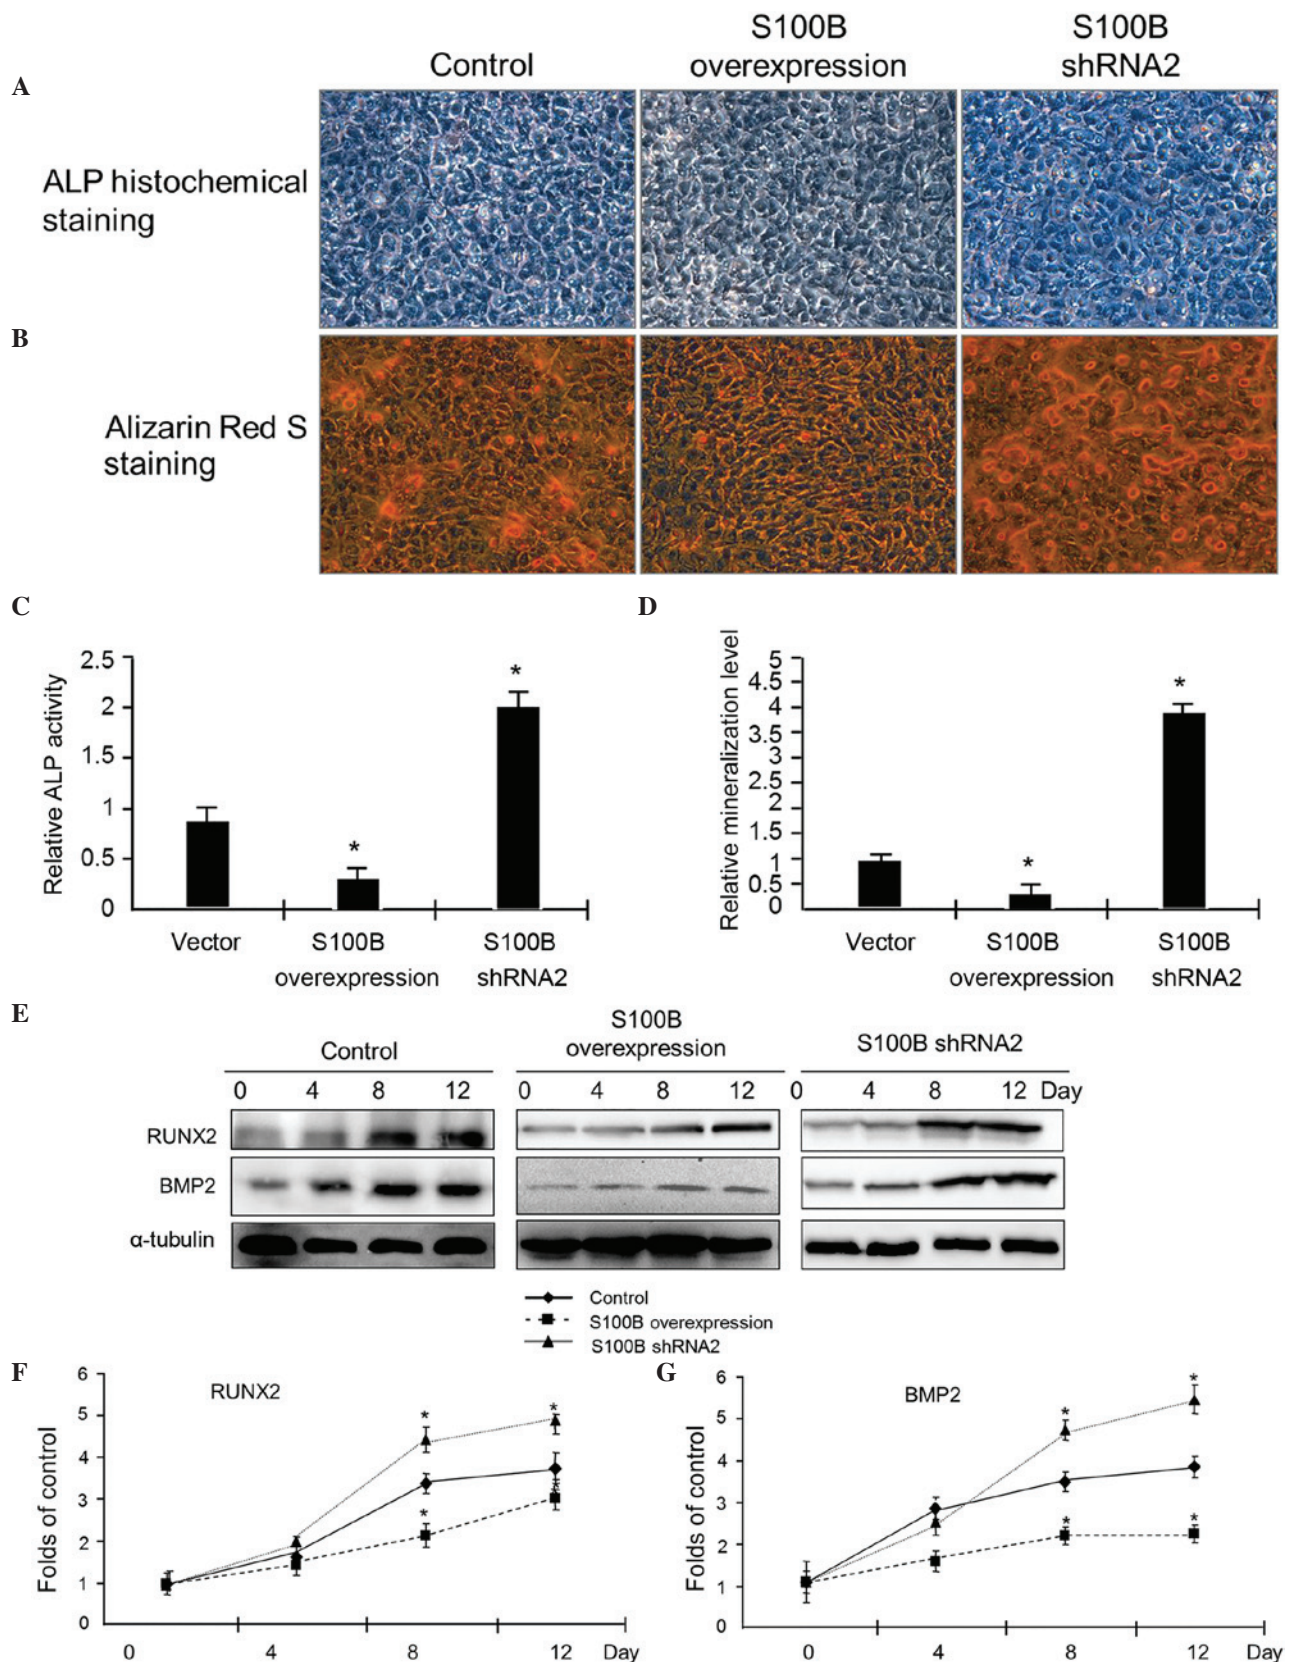 Control
S100B
overexpression
S100B
shRNA2
A
ALP histochemical
staining
B
Alizarin Red S
staining
C
Relative ALP activity
2.5
2
1.5
1
0.5
0
*
*
Vector
S100B
overexpression
S100B
shRNA2
D
Relative mineralization level
5
4.5
4
3.5
3
2.5
2
1.5
1
0.5
0
*
*
Vector
S100B
overexpression
S100B
shRNA2
E
Control
S100B
overexpression
S100B shRNA2
0 4 8 12 0 4 8 12 0 4 8 12 Day
RUNX2
BMP2
α-tubulin
Control
S100B overexpression
S100B shRNA2
F
RUNX2
Folds of control
6
5
4
3
2
1
0
* * * *
0 4 8 12 Day
G
BMP2
Folds of control
6
5
4
3
2
1
0
* * * *
0 4 8 12 Day